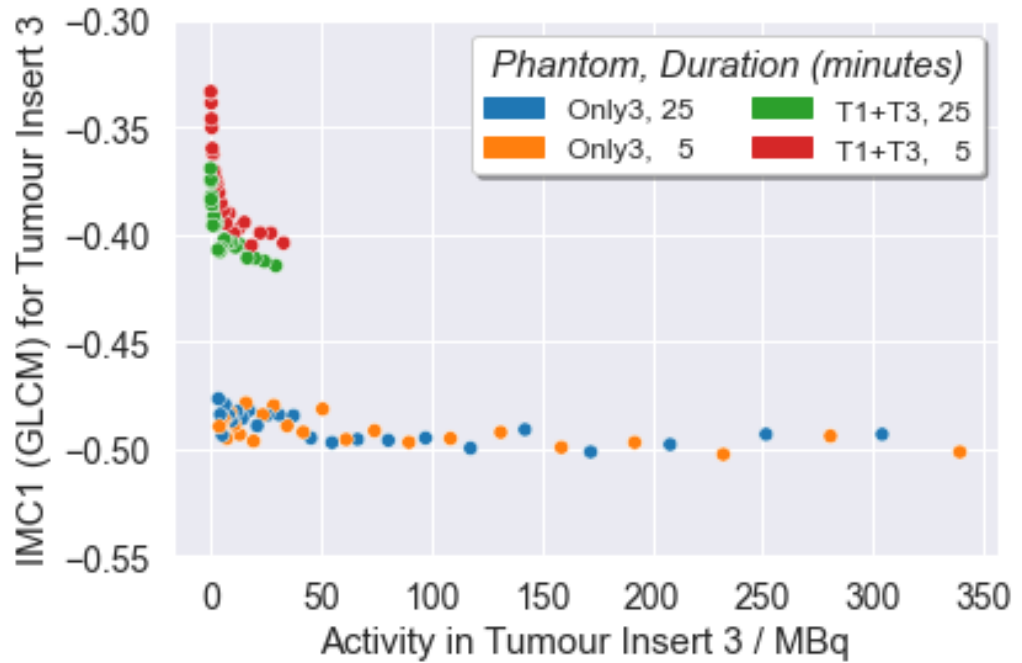 IMC1 (GLCM) for Tumour Insert 3
−0.30
−0.35
−0.40
−0.45
−0.50
−0.55
Phantom, Duration (minutes)
Only3, 25
T1+T3, 25
Only3,   5
T1+T3,   5
0 50 100 150 200 250 300 350
Activity in Tumour Insert 3 / MBq